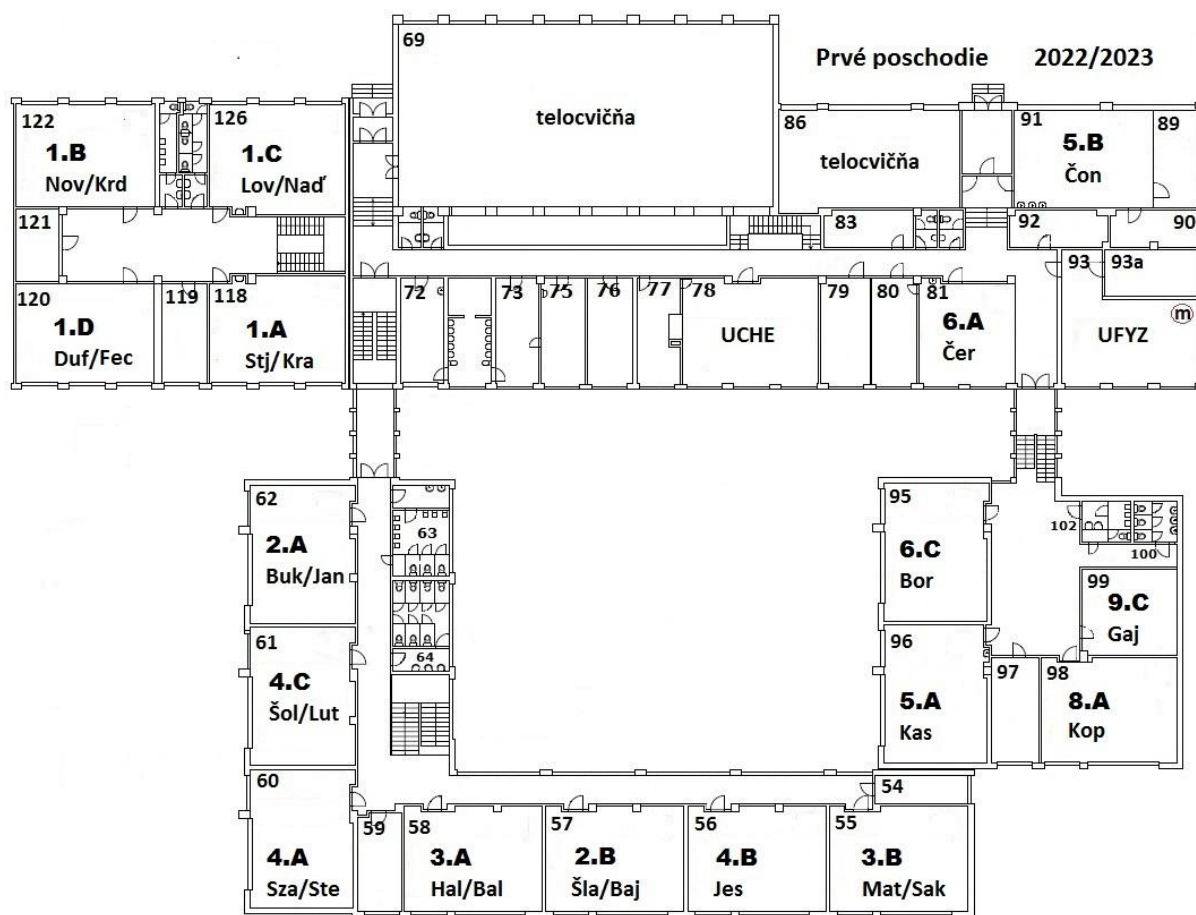 Prvé poschodie 2022/2023
69
telocvičňa
86
telocvičňa
91
5.B
Čon
89
122
1.B
Nov/Krd
126
1.C
Lov/Naď
121
83
92
90
93
93a
120
1.D
Duf/Fec
119
118
1.A
Stj/Kra
72
73
75
76
77
78
UCHE
79
80
81
6.A
Čer
UFYZ
m
62
2.A
Buk/Jan
63
61
4.C
Šol/Lut
64
60
4.A
Sza/Ste
59
58
3.A
Hal/Bal
57
2.B
Šla/Baj
56
4.B
Jes
55
3.B
Mat/Sak
54
95
6.C
Bor
96
5.A
Kas
97
98
8.A
Kop
99
9.C
Gaj
102
100